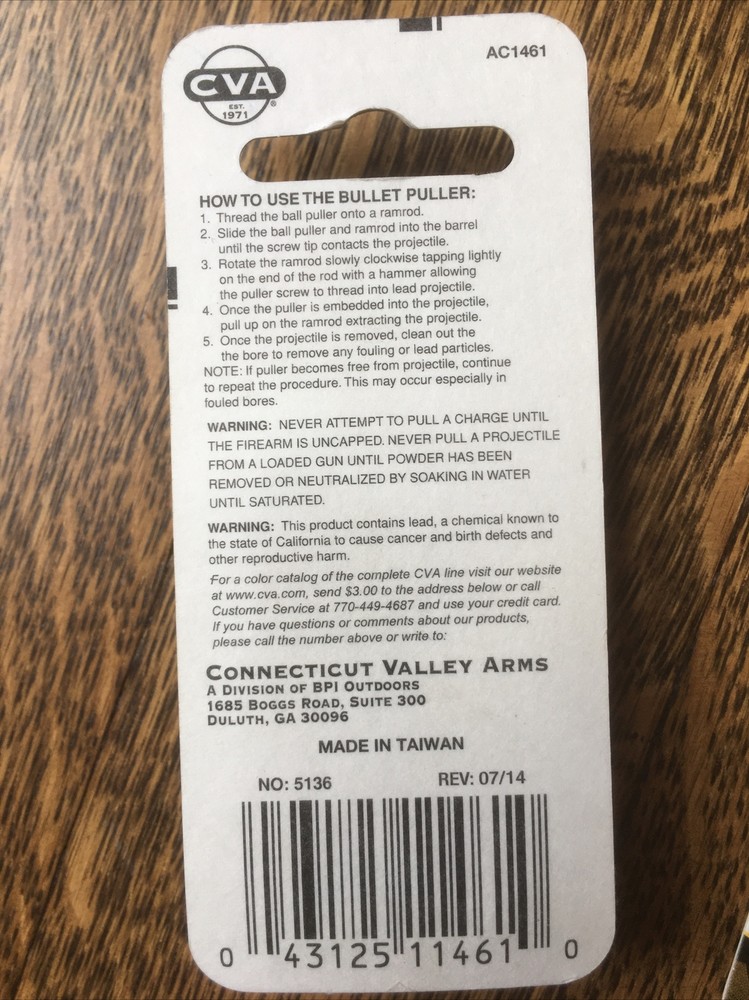 AC1461
CVA
EST.
1971
®
HOW TO USE THE BULLET PULLER:
1. Thread the ball puller onto a ramrod.
2. Slide the ball puller and ramrod into the barrel
until the screw tip contacts the projectile.
3. Rotate the ramrod slowly clockwise tapping lightly
on the end of the rod with a hammer allowing
the puller screw to thread into lead projectile.
4. Once the puller is embedded into the projectile,
pull up on the ramrod extracting the projectile.
5. Once the projectile is removed, clean out the
the bore to remove any fouling or lead particles.
NOTE: If puller becomes free from projectile, continue
to repeat the procedure. This may occur especially in
fouled bores.
WARNING: NEVER ATTEMPT TO PULL A CHARGE UNTIL
THE FIREARM IS UNCAPPED. NEVER PULL A PROJECTILE
FROM A LOADED GUN UNTIL POWDER HAS BEEN
REMOVED OR NEUTRALIZED BY SOAKING IN WATER
UNTIL SATURATED.
WARNING: This product contains lead, a chemical known to
the state of California to cause cancer and birth defects and
other reproductive harm.
For a color catalog of the complete CVA line visit our website
at www.cva.com, send $3.00 to the address below or call
Customer Service at 770-449-4687 and use your credit card.
If you have questions or comments about our products,
please call the number above or write to:
CONNECTICUT VALLEY ARMS
A DIVISION OF BPI OUTDOORS
1685 BOGGS ROAD, SUITE 300
DULUTH, GA 30096
MADE IN TAIWAN
NO: 5136 REV: 07/14
0 43125 11461 0